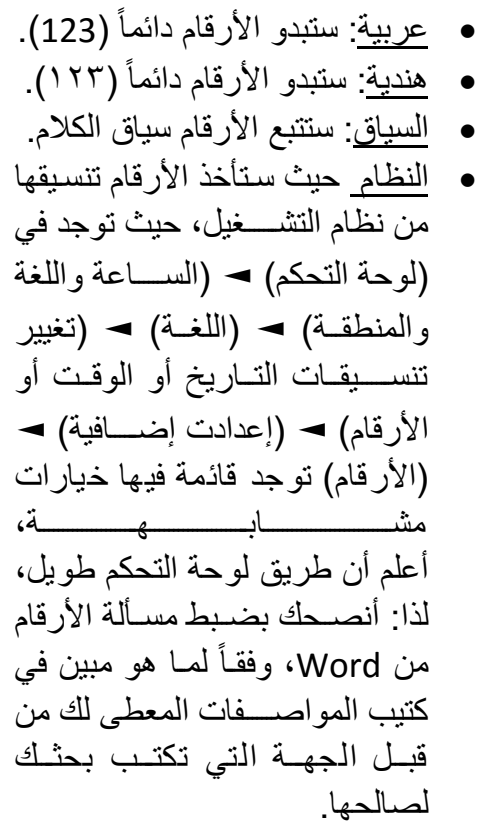 • عربية: ستبدو الأرقام دائماً (123).
• هندية: ستبدو الأرقام دائماً (١٢٣).
• السياق: ستتبع الأرقام سياق الكلام.
• النظام حيث ستأخذ الأرقام تنسيقها
من نظام التشغيل، حيث توجد في
(لوحة التحكم) ◄ (الساعة واللغة
والمنطقة) ◄ (اللغة) ◄ (تغيير
تنسيقات التاريخ أو الوقت أو
الأرقام) ◄ (إعدادت إضافية) ◄
(الأرقام) توجد قائمة فيها خيارات
مشابهة،
أعلم أن طريق لوحة التحكم طويل،
لذا: أنصحك بضبط مسألة الأرقام
من Word، وفقاً لما هو مبين في
كتيب المواصفات المعطى لك من
قبل الجهة التي تكتب بحثك
لصالحها.